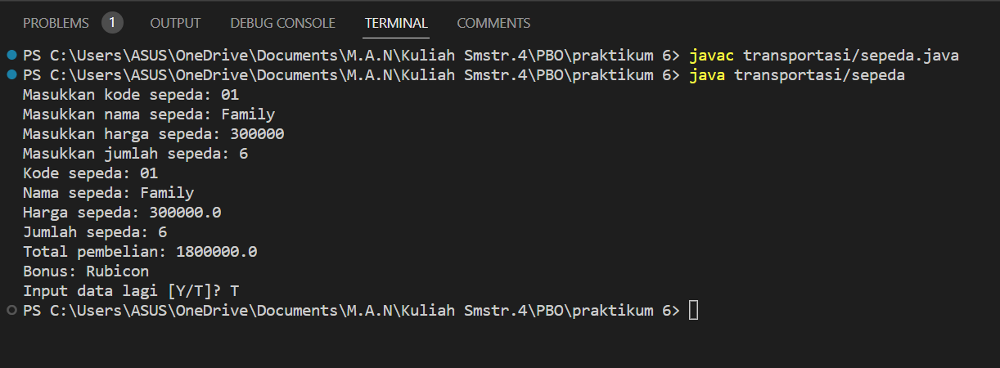 PROBLEMS 1 OUTPUT DEBUG CONSOLE TERMINAL COMMENTS
PS C:\Users\ASUS\OneDrive\Documents\M.A.N\Kuliah Smstr.4\PBO\praktikum 6> javac transportasi/sepeda.java
PS C:\Users\ASUS\OneDrive\Documents\M.A.N\Kuliah Smstr.4\PBO\praktikum 6> java transportasi/sepeda
Masukkan kode sepeda: 01
Masukkan nama sepeda: Family
Masukkan harga sepeda: 300000
Masukkan jumlah sepeda: 6
Kode sepeda: 01
Nama sepeda: Family
Harga sepeda: 300000.0
Jumlah sepeda: 6
Total pembelian: 1800000.0
Bonus: Rubicon
Input data lagi [Y/T]? T
PS C:\Users\ASUS\OneDrive\Documents\M.A.N\Kuliah Smstr.4\PBO\praktikum 6>